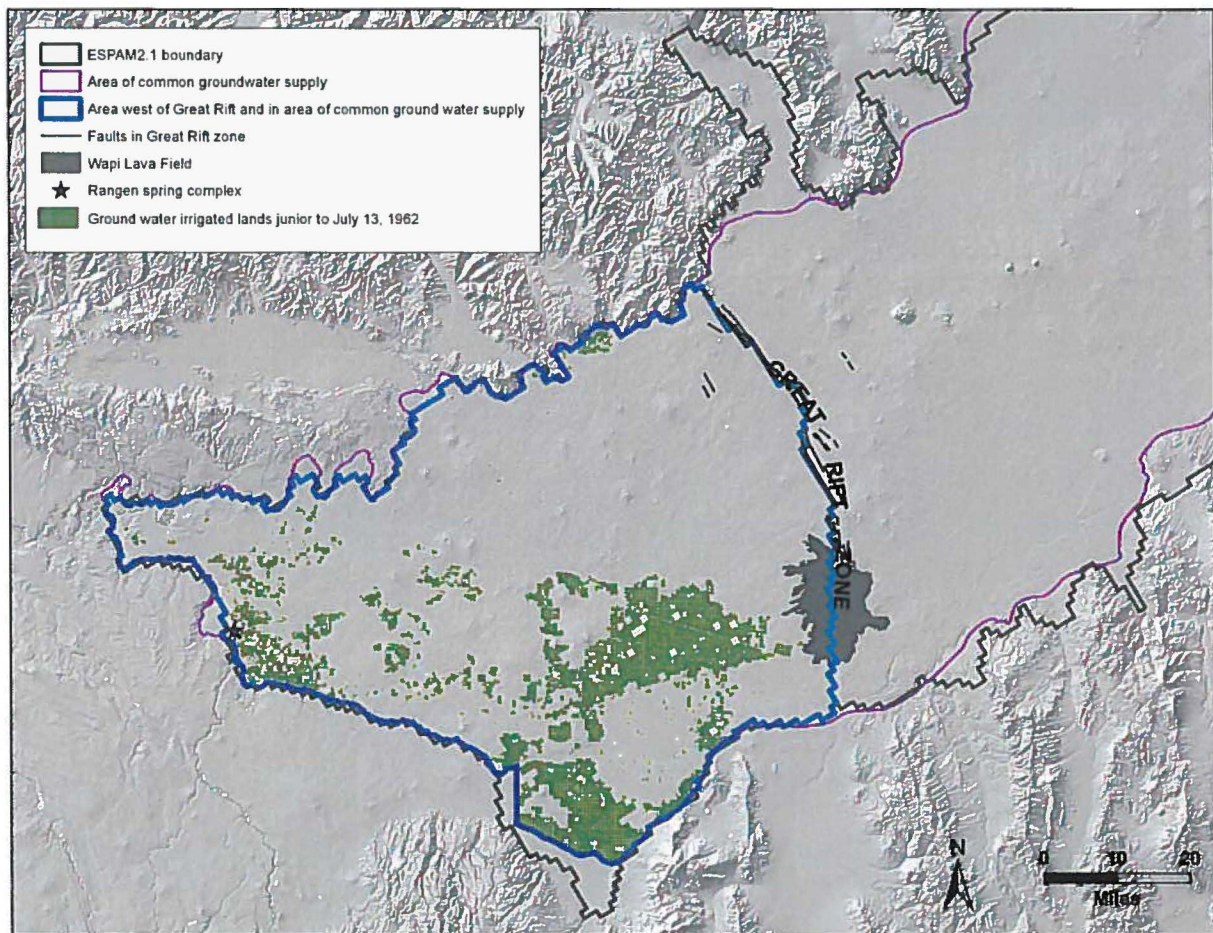 ESPAM2.1 boundary
Area of common groundwater supply
Area west of Great Rift and in area of common ground water supply
Faults in Great Rift zone
Wapi Lava Field
Rangen spring complex
Ground water irrigated lands junior to July 13, 1962
GREAT RIFT ZONE
N
0 10 20
Miles